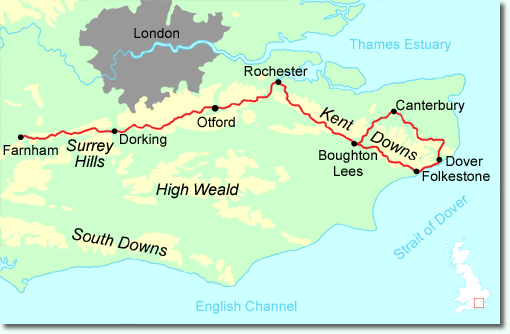 London
Thames Estuary
Rochester
Canterbury
Otford
Kent
Downs
Farnham
Surrey
Hills
Dorking
Boughton
Lees
Dover
Folkestone
High Weald
South Downs
Strait of Dover
English Channel